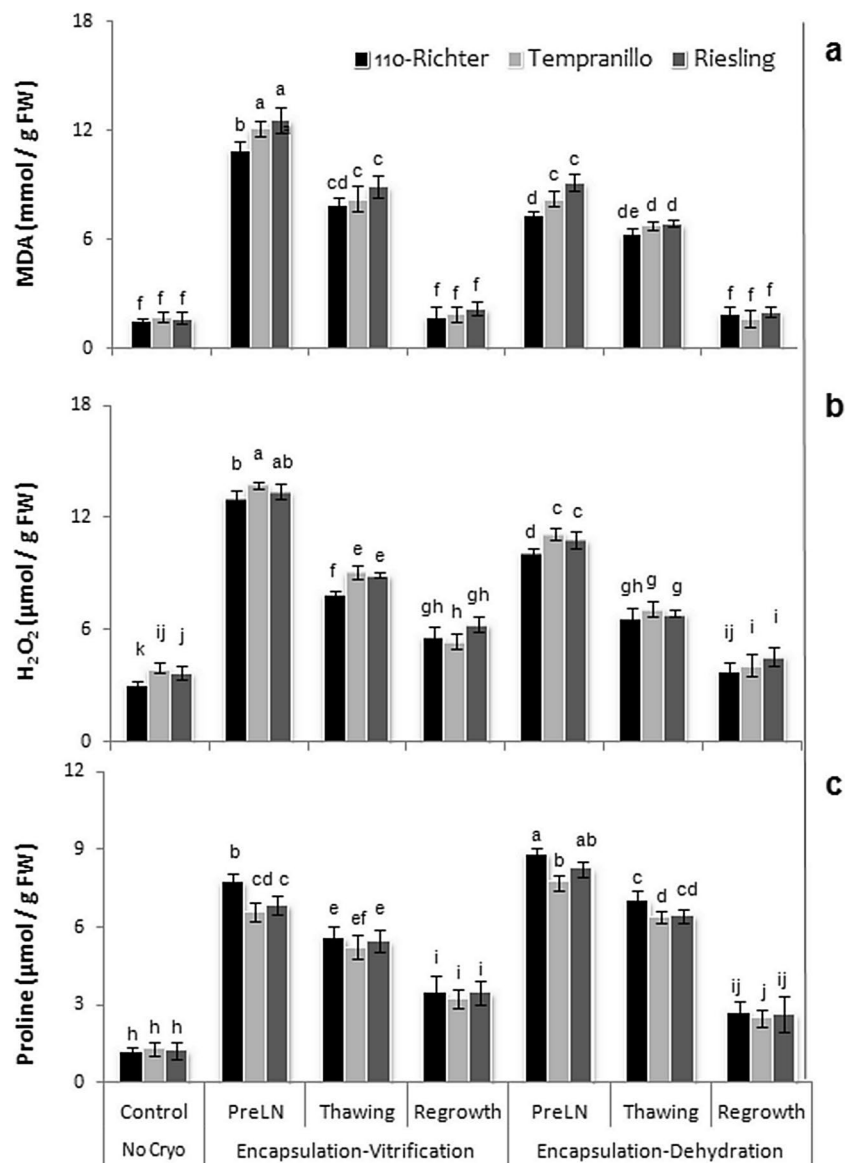 18
110-Richter Tempranillo Riesling
a
a a
b
12
cd c c
d c c
de d d
6
f f f
f f f
f f f
0
MDA (mmol / g FW)
b
18
b a ab
12
d c c
f e e
gh g g
gh h gh
6
k ij j
ij i i
0
H₂O₂ (µmol / g FW)
c
12
a b ab
9
b cd c
c d cd
6
e ef e
i i i
3
ij j ij
h h h
0
Proline (µmol / g FW)
Control PreLN Thawing Regrowth PreLN Thawing Regrowth
No Cryo Encapsulation-Vitrification Encapsulation-Dehydration